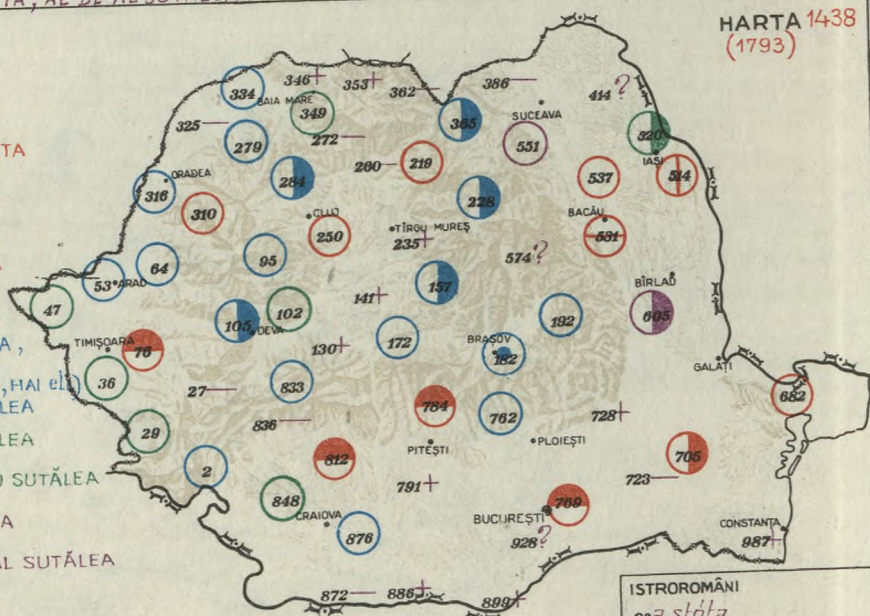 HARTA 1438
(1793)
346+ 353+ 362— 386— 414?
334 BAIA MARE 349 365 SUCEAVA
325— 279 272— 551 520
IAȘI
284 260— 219 537 514
ORADEA
316 310 228 BACĂU
CLUJ 250 TÎRGU MUREȘ 235+ 531
64 95 574?
53 ARAD 157 BÎRLAD
47 102 141+ 605
105 DEVA 192
TIMIȘOARA 76 130+ 172 BRAȘOV 182
GALAȚI
36 27— 833 682
29 836— 784 762 728+
PITEȘTI PLOIEȘTI
2 812 705
848 791+ 723—
CRAIOVA BUCUREȘTI 769 CONSTANȚA
876 928? 987+
872— 886+ 899+
TA
A,
, HAI
LEA
LEA
SUTĂLEA
A
AL SUTĂLEA
ISTROROMÂNI